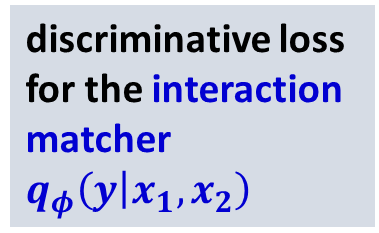 discriminative loss
for the interaction
matcher
qϕ(y|x₁, x₂)